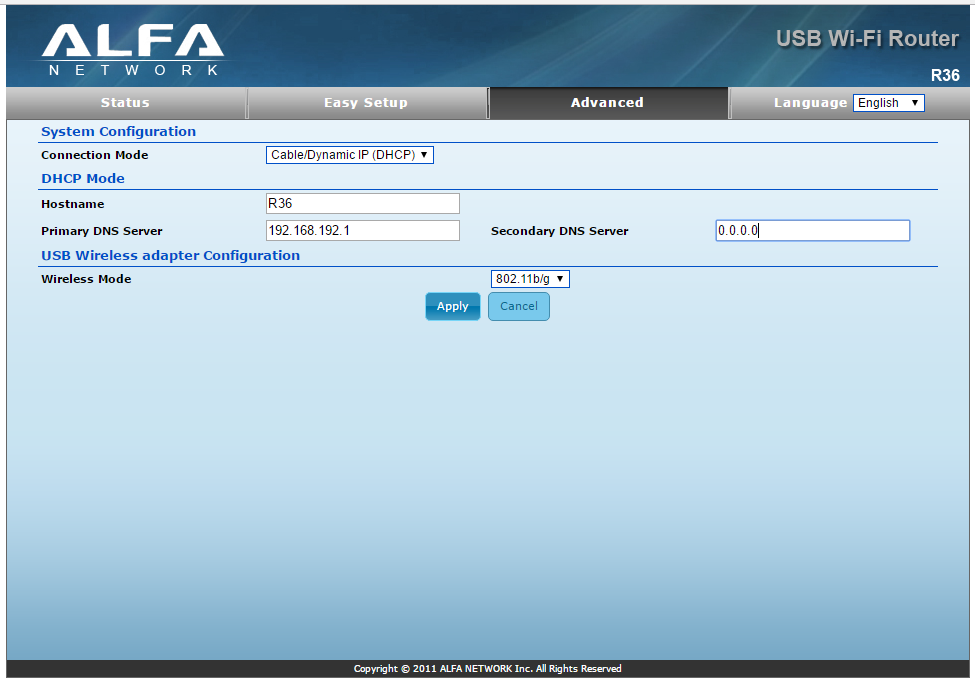 ALFA
NETWORK
USB Wi-Fi Router
R36
Status Easy Setup Advanced Language English
System Configuration
Connection Mode Cable/Dynamic IP (DHCP)
DHCP Mode
Hostname R36
Primary DNS Server 192.168.192.1 Secondary DNS Server 0.0.0.0
USB Wireless adapter Configuration
Wireless Mode 802.11b/g
Apply Cancel
Copyright © 2011 ALFA NETWORK Inc. All Rights Reserved